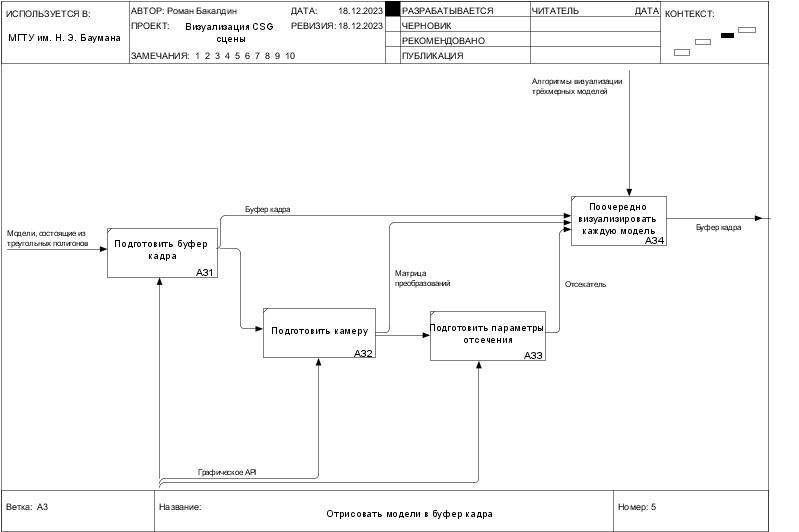 ИСПОЛЬЗУЕТСЯ В:
МГТУ им. Н. Э. Баумана
АВТОР: Роман Бакалдин
ДАТА: 18.12.2023
ПРОЕКТ: Визуализация CSG
сцены
РЕВИЗИЯ: 18.12.2023
ЗАМЕЧАНИЯ: 1 2 3 4 5 6 7 8 9 10
РАЗРАБАТЫВАЕТСЯ
ЧЕРНОВИК
РЕКОМЕНДОВАНО
ПУБЛИКАЦИЯ
ЧИТАТЕЛЬ
ДАТА
КОНТЕКСТ:
Алгоритмы визуализации
трёхмерных моделей
Буфер кадра
Поочередно
визуализировать
каждую модель
A34
Буфер кадра
Модели, состоящие из
треугольных полигонов
Подготовить буфер
кадра
A31
Матрица
преобразований
Отсекатель
Подготовить камеру
A32
Подготовить параметры
отсечения
A33
Графическое API
Ветка: A3
Название:
Отрисовать модели в буфер кадра
Номер: 5